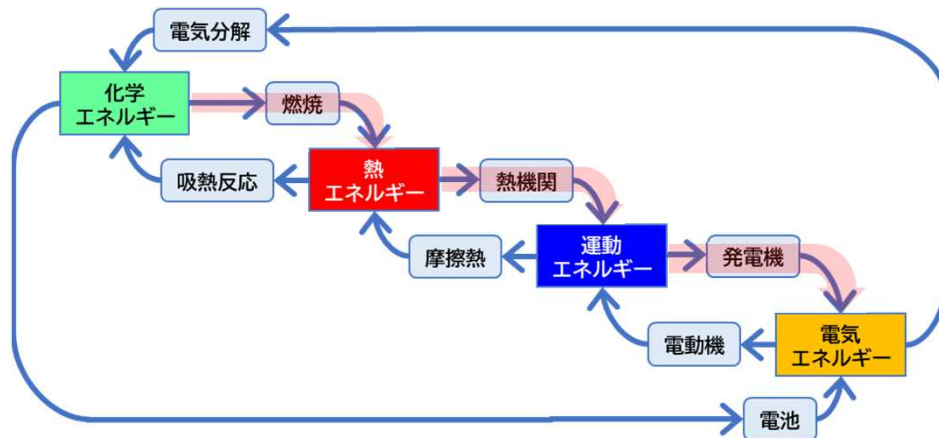 電気分解
化学
エネルギー
燃焼
吸熱反応
熱
エネルギー
熱機関
摩擦熱
運動
エネルギー
発電機
電動機
電気
エネルギー
電池